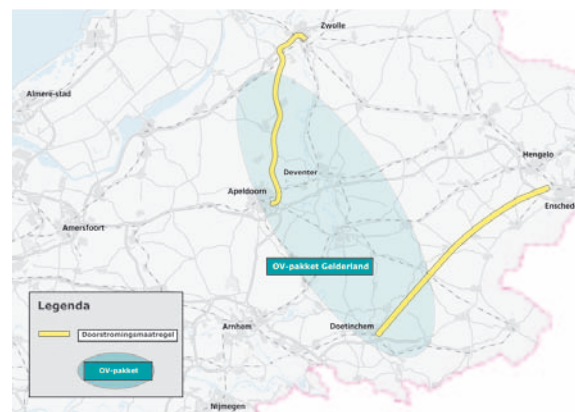 Zwolle
Almere-stad
Hengelo
Deventer
Apeldoorn
Enschede
Amersfoort
OV-pakket Gelderland
Legenda
Doorstromingsmaatregel
Arnhem
Doetinchem
OV-pakket
Nijmegen